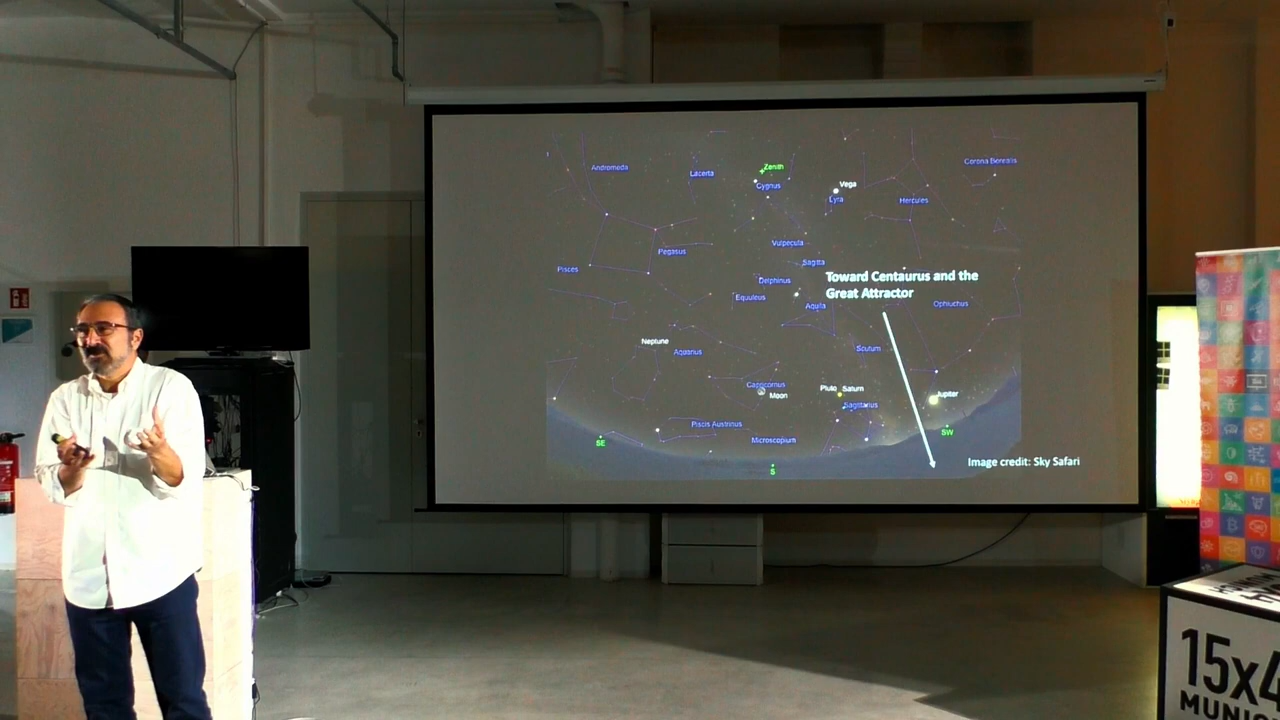 Zenith
Corona Berealis
Andromeda
Lacerta
Cygnus
Vega
Lyra
Hercules
Vulpecula
Pegasus
Sagitta
Pisces
Toward Centaurus and the
Great Attractor
Delphinus
Equuleus
Aquila
Ophiuchus
Neptune
Aquarius
Scutum
Capricornus
Moon
Pluto Saturn
Sagittarius
Jupiter
Piscis Austrinus
Microscopium
SE
S
SW
Image credit: Sky Safari
15x4
MUNIC